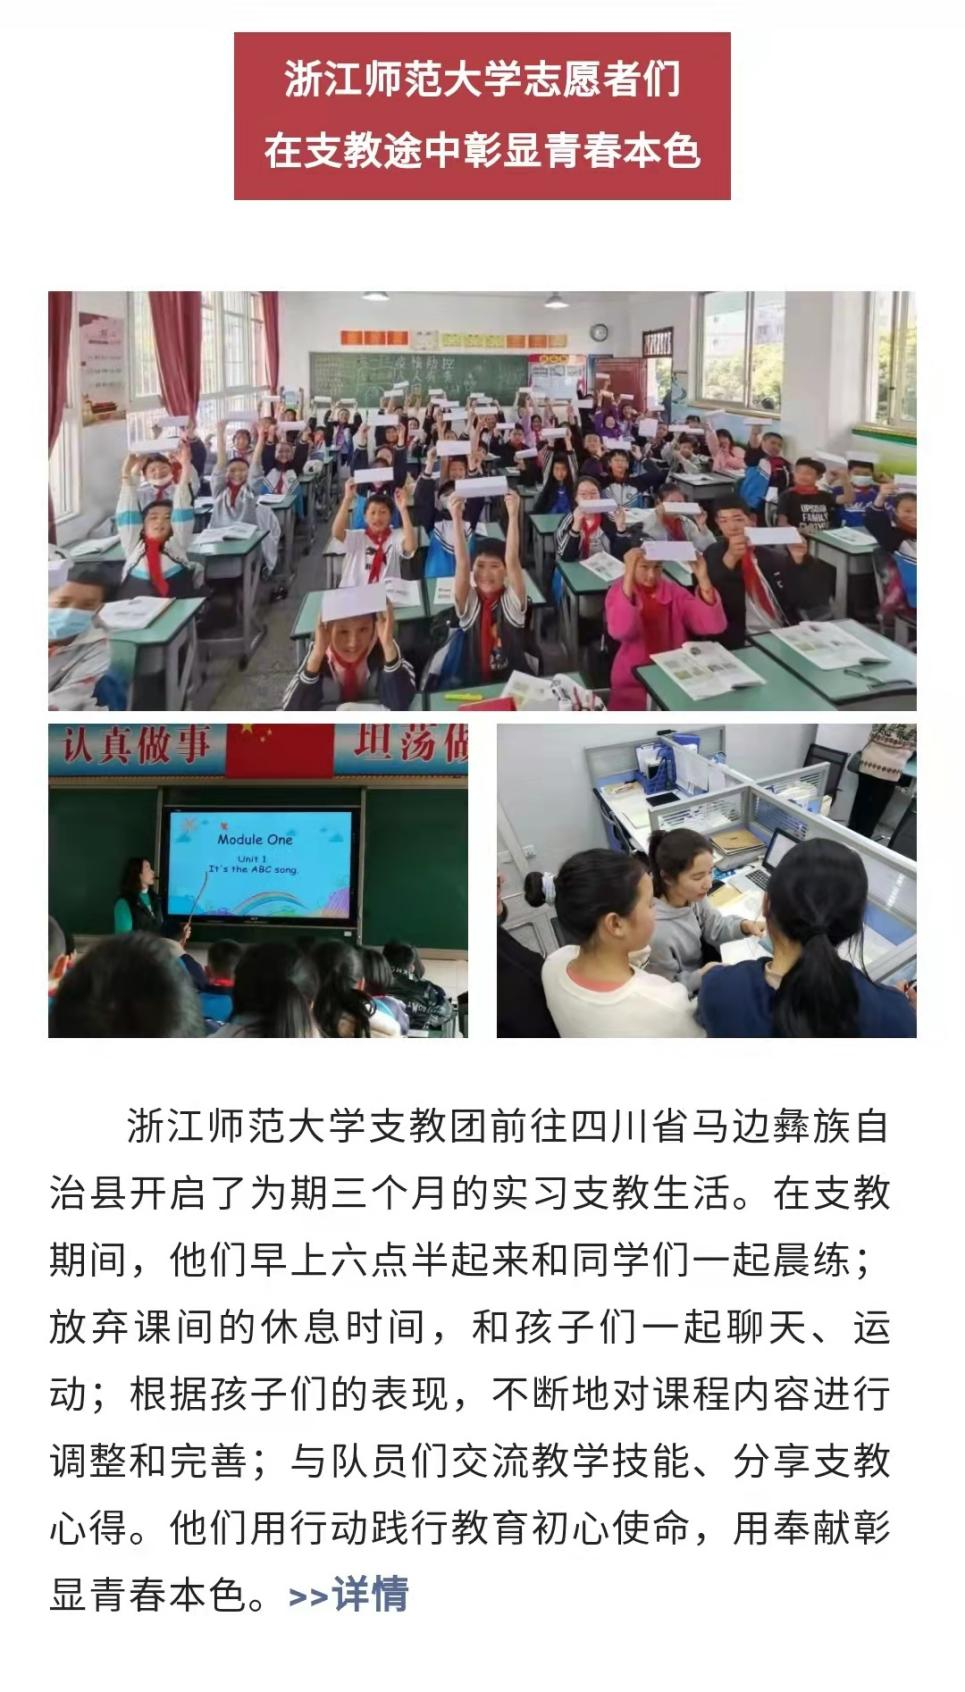 浙江师范大学志愿者们
在支教途中彰显青春本色
UPSIDE
FAMILY
认真做事
坦荡做
Module One
Unit 1
It's the ABC song.
浙江师范大学支教团前往四川省马边彝族自
治县开启了为期三个月的实习支教生活。在支教
期间，他们早上六点半起来和同学们一起晨练；
放弃课间的休息时间，和孩子们一起聊天、运
动；根据孩子们的表现，不断地对课程内容进行
调整和完善；与队员们交流教学技能、分享支教
心得。他们用行动践行教育初心使命，用奉献彰
显青春本色。>>详情